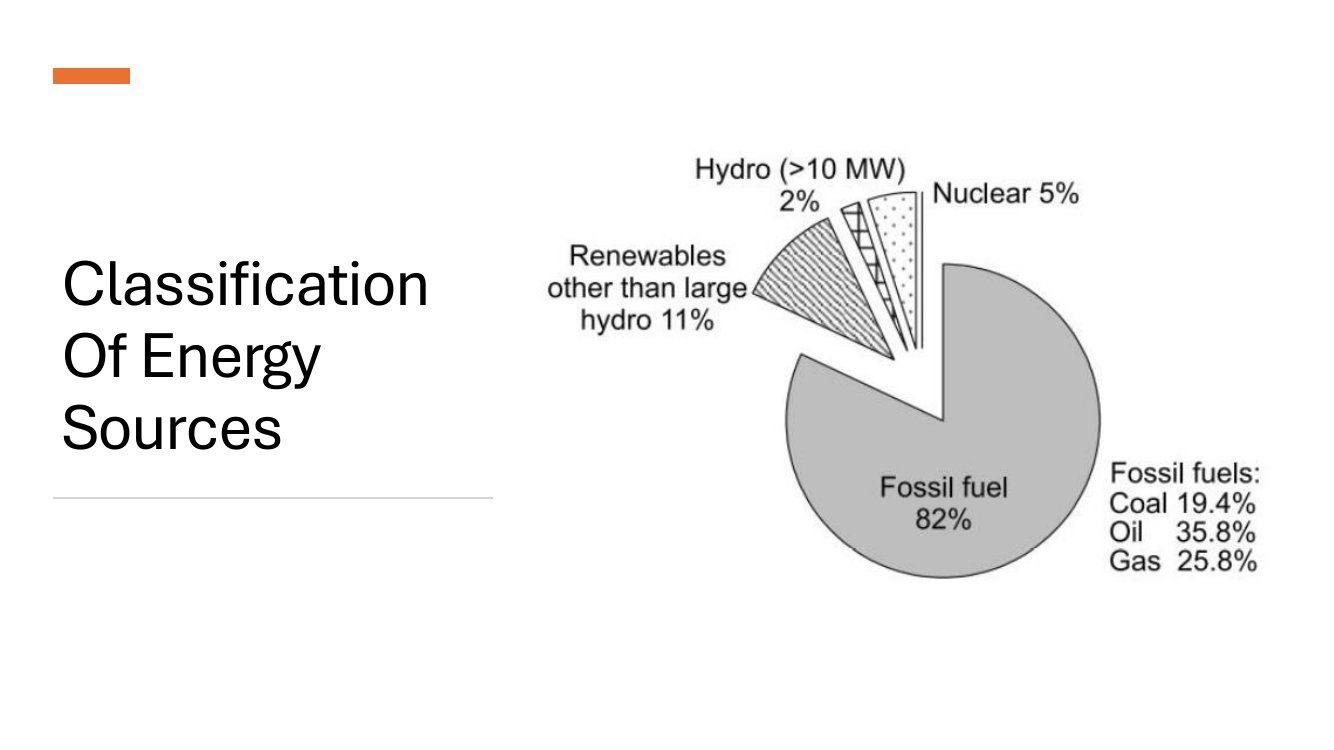 Classification
Of Energy
Sources
Hydro (>10 MW)
2%
Nuclear 5%
Renewables
other than large
hydro 11%
Fossil fuel
82%
Fossil fuels:
Coal 19.4%
Oil 35.8%
Gas 25.8%